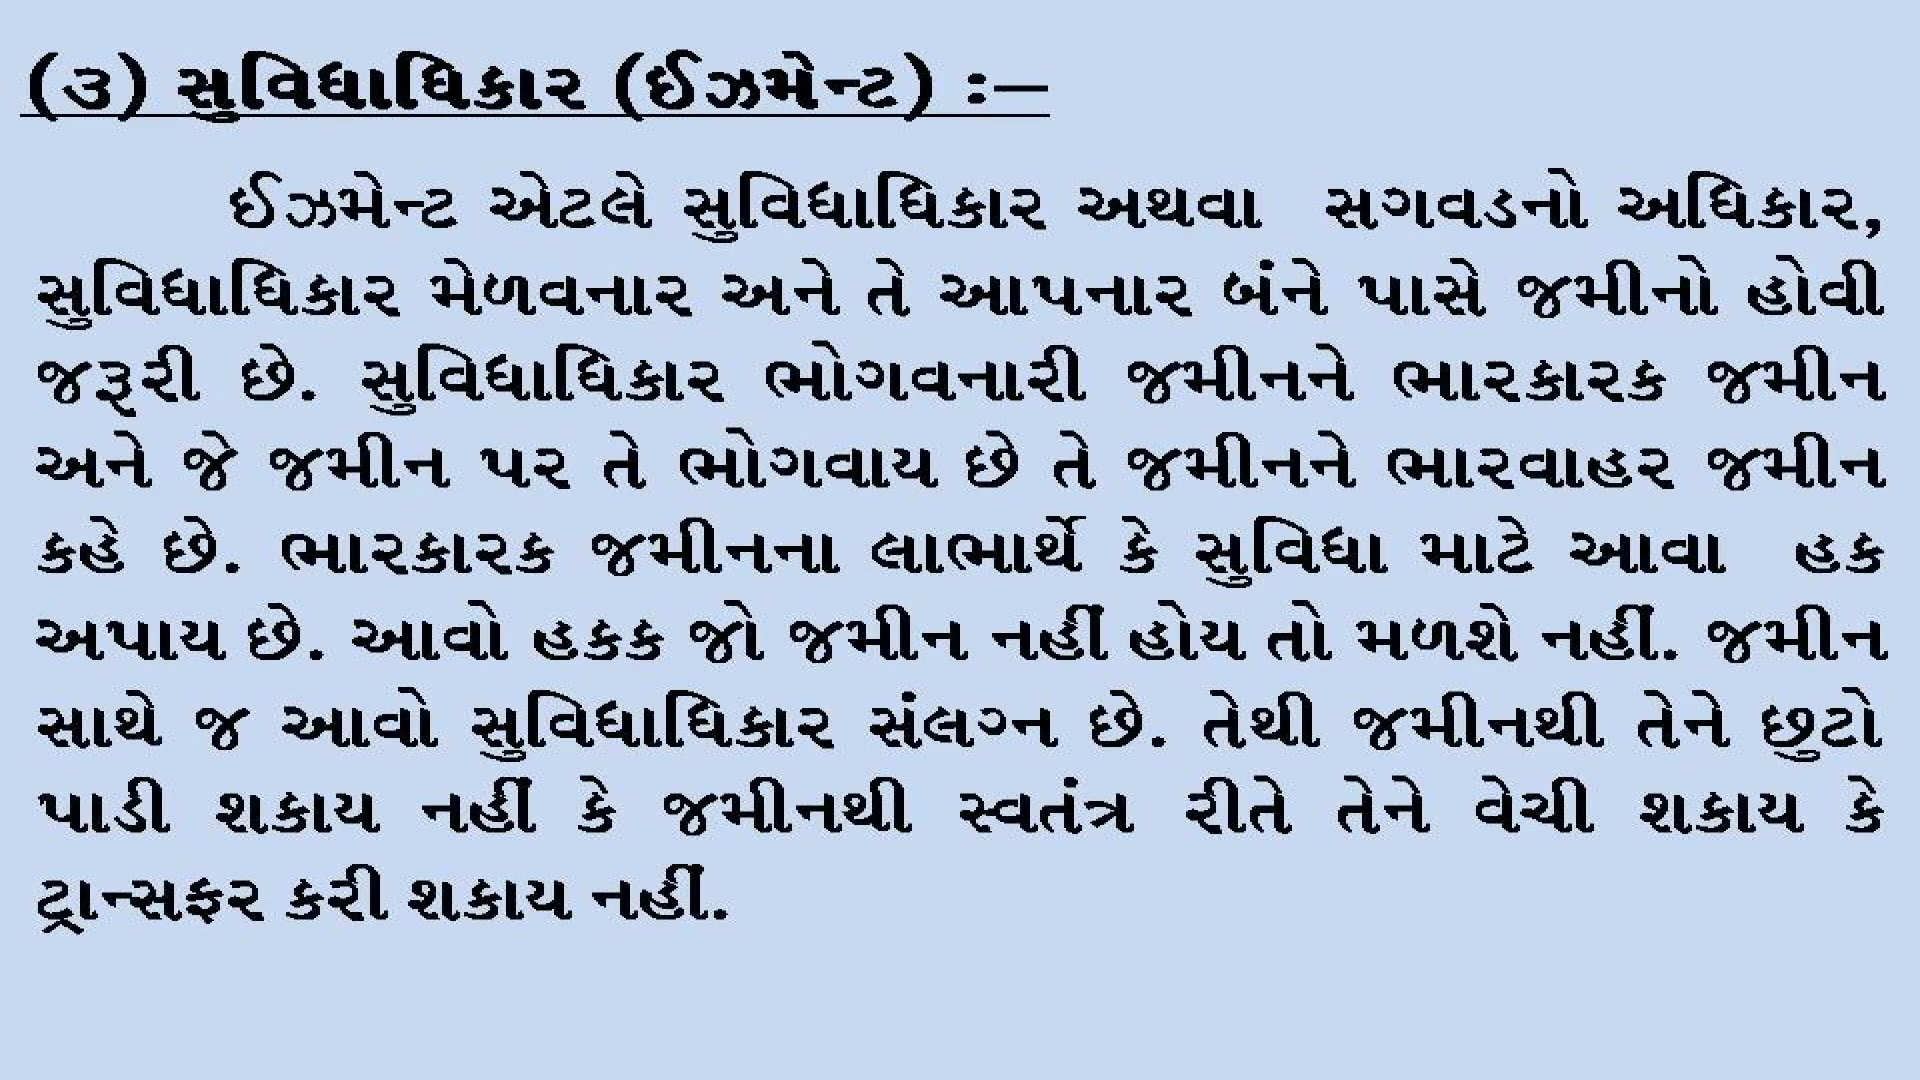 (૩) સુવિધાધિકાર (ઈઝમેન્ટ) :–
ઈઝમેન્ટ એટલે સુવિધાધિકાર અથવા સગવડનો અધિકાર,
સુવિધાધિકાર મેળવનાર અને તે આપનાર બંને પાસે જમીનો હોવી
જરૂરી છે. સુવિધાધિકાર ભોગવનારી જમીનને ભારકારક જમીન
અને જે જમીન પર તે ભોગવાય છે તે જમીનને ભારવાહર જમીન
કહે છે. ભારકારક જમીનના લાભાર્થે કે સુવિધા માટે આવા હક
અપાય છે. આવો હકક જો જમીન નહીં હોય તો મળશે નહીં. જમીન
સાથે જ આવો સુવિધાધિકાર સંલગ્ન છે. તેથી જમીનથી તેને છુટો
પાડી શકાય નહીં કે જમીનથી સ્વતંત્ર રીતે તેને વેચી શકાય કે
ટ્રાન્સફર કરી શકાય નહીં.